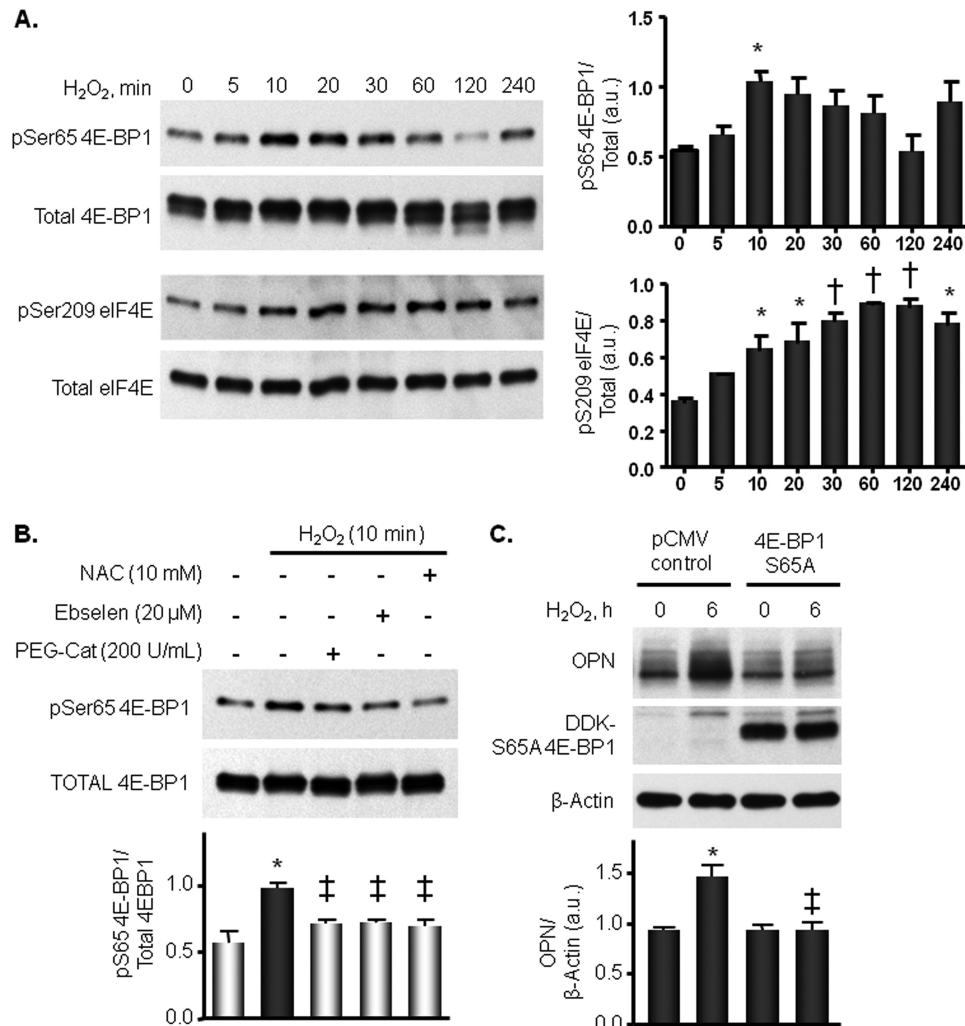 A.
H₂O₂, min 0 5 10 20 30 60 120 240
pSer65 4E-BP1
Total 4E-BP1
pSer209 eIF4E
Total eIF4E
pS65 4E-BP1/
Total (a.u.)
1.5
1.0
0.5
0.0
*
0 5 10 20 30 60 120 240
pS209 eIF4E/
Total (a.u.)
1.0
0.8
0.6
0.4
0.2
0.0
* * † † † *
0 5 10 20 30 60 120 240
B.
H₂O₂ (10 min)
NAC (10 mM) - - - - +
Ebselen (20 µM) - - - + -
PEG-Cat (200 U/mL) - - + - -
pSer65 4E-BP1
TOTAL 4E-BP1
pS65 4E-BP1/
Total 4EBP1
1.0
0.5
0.0
* ‡ ‡ ‡
C.
pCMV
control
4E-BP1
S65A
H₂O₂, h 0 6 0 6
OPN
DDK-
S65A 4E-BP1
β-Actin
OPN/
β-Actin (a.u.)
1.5
1.0
0.5
0.0
* ‡